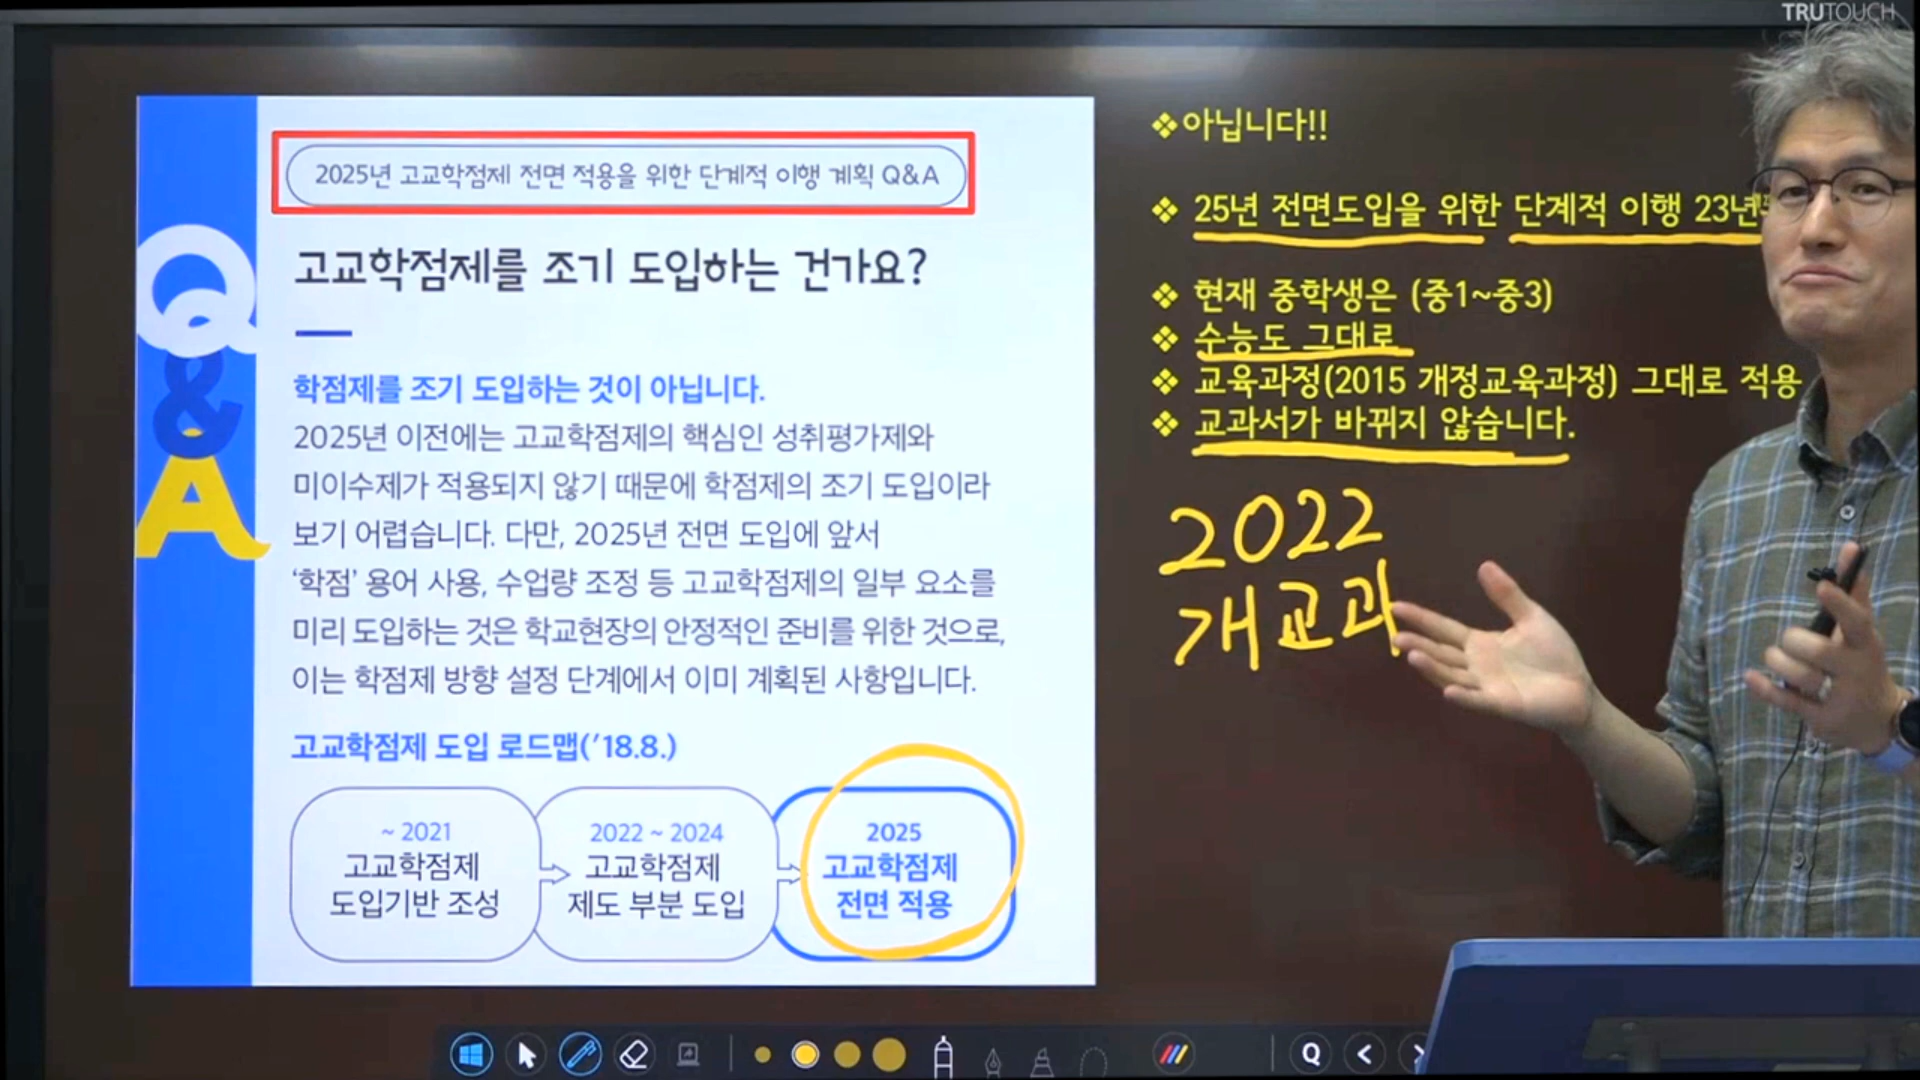 TRUTOUCH
2025년 고교학점제 전면 적용을 위한 단계적 이행 계획 Q&A
Q
&
A
고교학점제를 조기 도입하는 건가요?
학점제를 조기 도입하는 것이 아닙니다.
2025년 이전에는 고교학점제의 핵심인 성취평가제와
미이수제가 적용되지 않기 때문에 학점제의 조기 도입이라
보기 어렵습니다. 다만, 2025년 전면 도입에 앞서
‘학점’ 용어 사용, 수업량 조정 등 고교학점제의 일부 요소를
미리 도입하는 것은 학교현장의 안정적인 준비를 위한 것으로,
이는 학점제 방향 설정 단계에서 이미 계획된 사항입니다.
고교학점제 도입 로드맵(’18.8.)
~ 2021
고교학점제
도입기반 조성
2022 ~ 2024
고교학점제
제도 부분 도입
2025
고교학점제
전면 적용
❖아닙니다!!
❖ 25년 전면도입을 위한 단계적 이행 23년
❖ 현재 중학생은 (중1~중3)
❖ 수능도 그대로
❖ 교육과정(2015 개정교육과정) 그대로 적용
❖ 교과서가 바뀌지 않습니다.
2022
개교과
Q